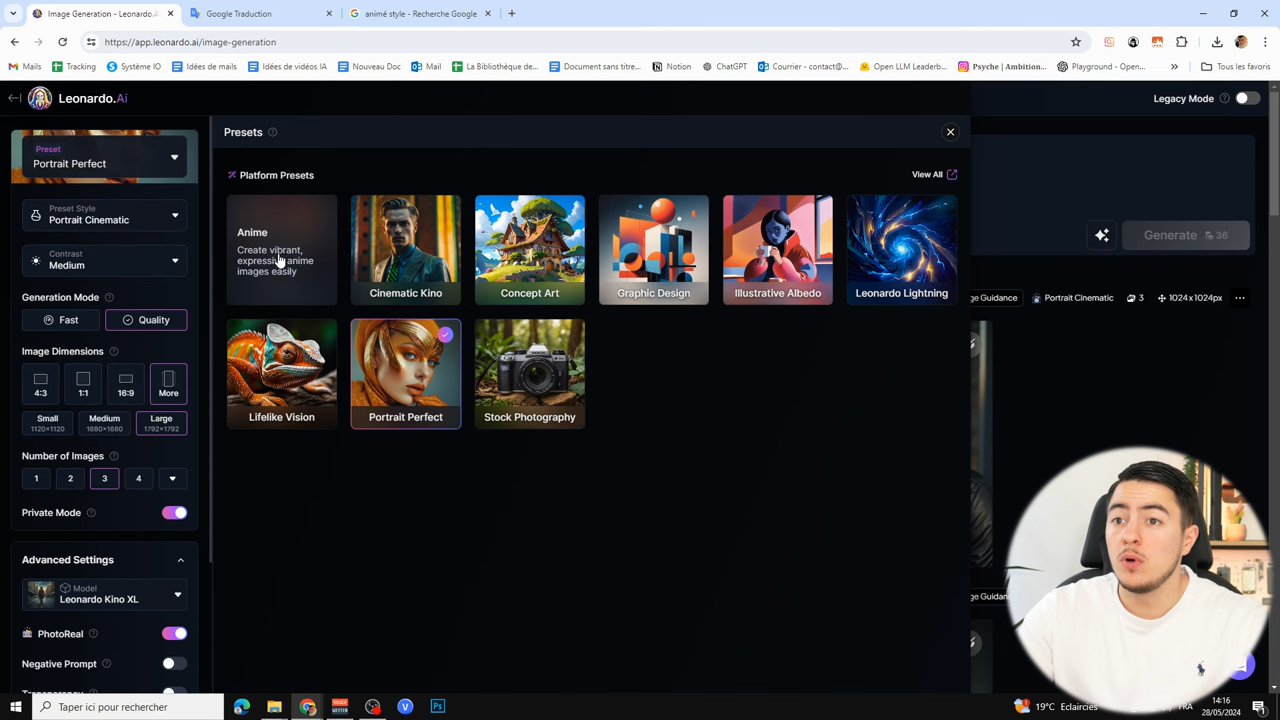 Image Generation - Leonardo.Ai
Google Traduction
animé style - Recherche Google
https://app.leonardo.ai/image-generation
Mails
Tracking
Système IO
Idées de mails
Idées de vidéos IA
Nouveau Doc
La Bibliothèque de...
Mail
Document sans titre...
Notion
ChatGPT
Courrier - contact@...
Open LLM Leaderb...
Psyche | Ambition...
Playground - Open...
Tous les favoris
Leonardo.Ai
Legacy Mode
Preset
Portrait Perfect
Presets
Platform Presets
View All
Preset Style
Portrait Cinematic
Anime
Create vibrant,
expressive anime
images easily
Cinematic Kino
Concept Art
Graphic Design
Illustrative Albedo
Leonardo Lightning
Generate 36
Contrast
Medium
Generation Mode
Fast
Quality
ge Guidance
Portrait Cinematic
3
1024x1024px
Image Dimensions
4:3
1:1
16:9
More
Small
1120×1120
Medium
1680×1680
Large
1792×1792
Lifelike Vision
Portrait Perfect
Stock Photography
Number of Images
1
2
3
4
Private Mode
Advanced Settings
Model
Leonardo Kino XL
ge Guidanc
PhotoReal
Negative Prompt
Taper ici pour rechercher
19°C Eclaircies
FRA
14:16
28/05/2024